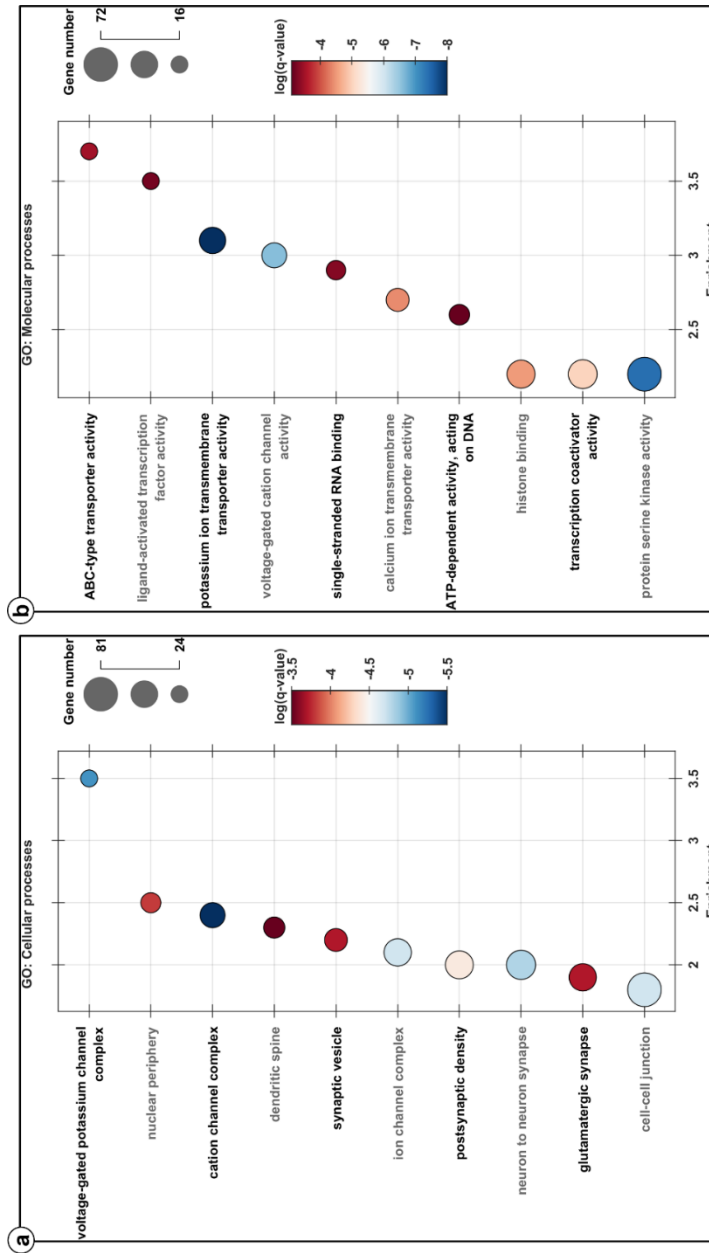 a
GO: Cellular processes
voltage-gated potassium channel
complex
nuclear periphery
cation channel complex
dendritic spine
synaptic vesicle
ion channel complex
postsynaptic density
neuron to neuron synapse
glutamatergic synapse
cell-cell junction
2
2.5
3
3.5
Gene number
81
24
log(q-value)
-3.5
-4
-4.5
-5
-5.5
b
GO: Molecular processes
ABC-type transporter activity
ligand-activated transcription
factor activity
potassium ion transmembrane
transporter activity
voltage-gated cation channel
activity
single-stranded RNA binding
calcium ion transmembrane
transporter activity
ATP-dependent activity, acting
on DNA
histone binding
transcription coactivator
activity
protein serine kinase activity
2.5
3
3.5
Gene number
72
16
log(q-value)
-4
-5
-6
-7
-8